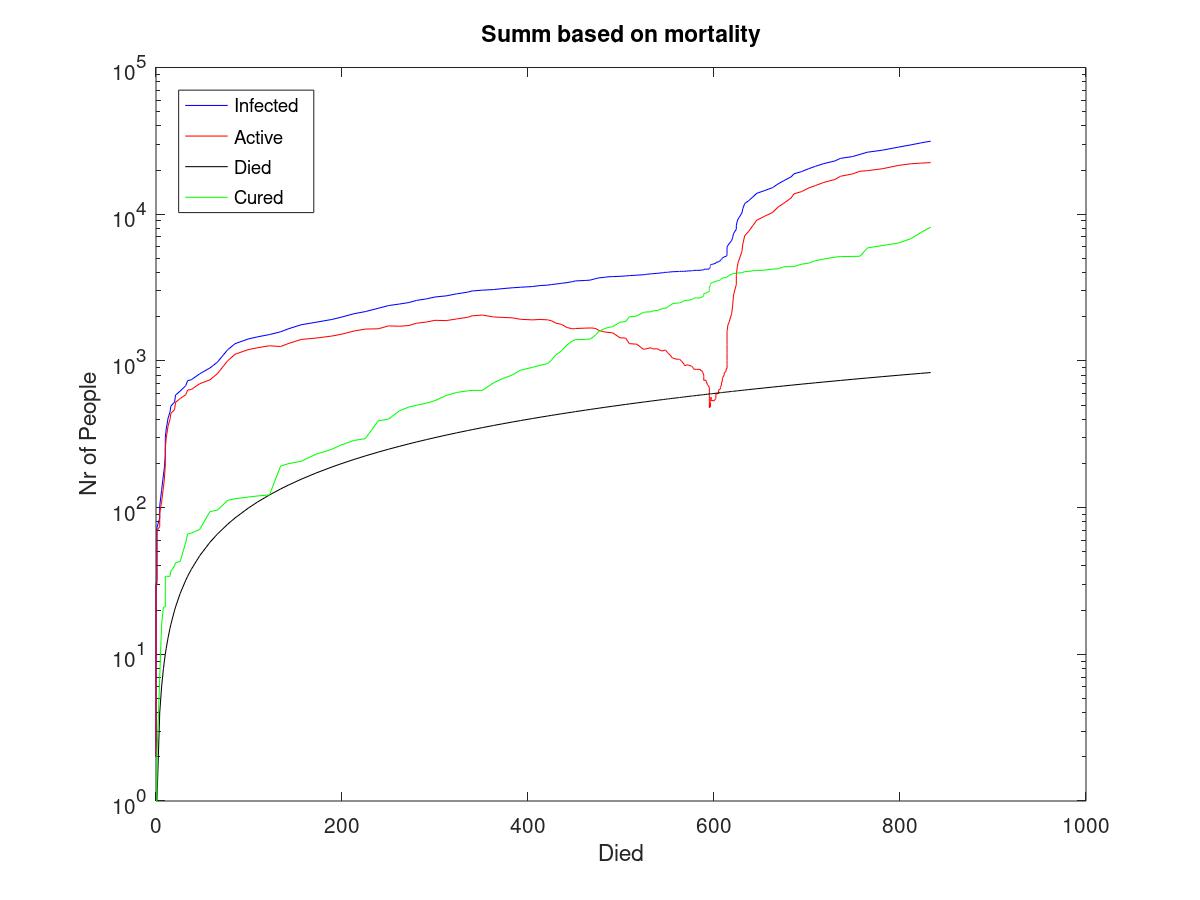 Summ based on mortality
10^5
10^4
10^3
10^2
10^1
10^0
Nr of People
Infected
Active
Died
Cured
0 200 400 600 800 1000
Died